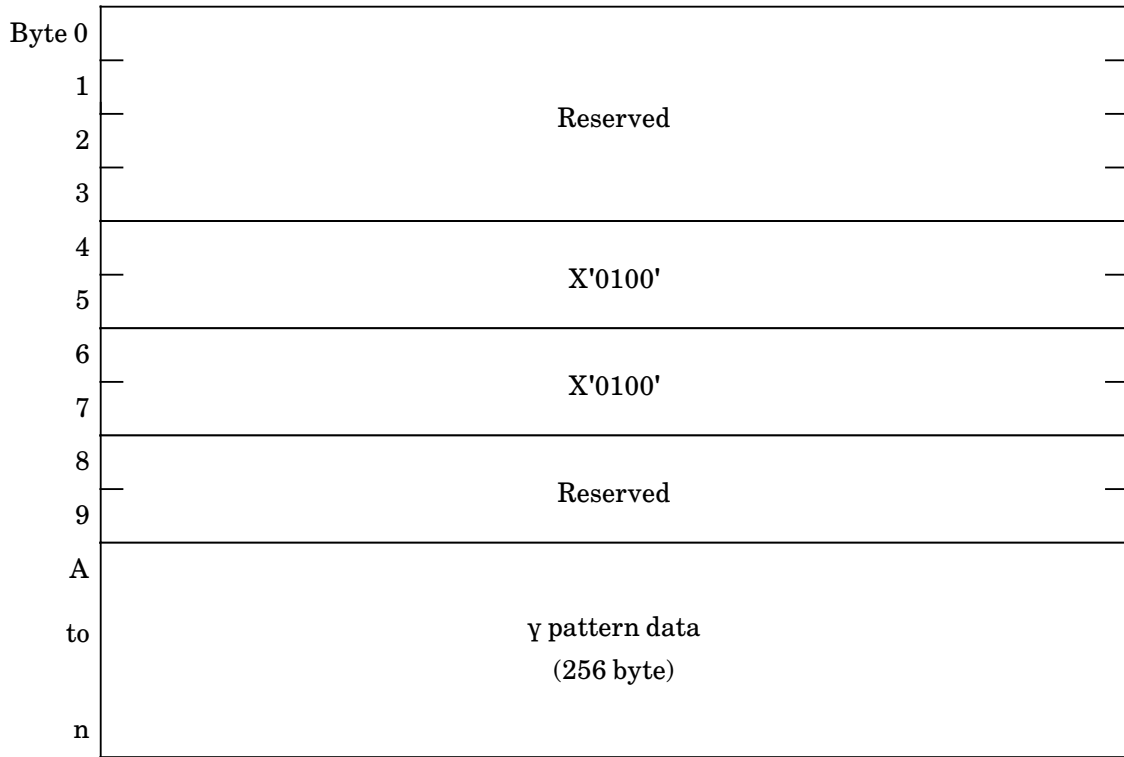 Byte 0
1
2
3
Reserved
4
5
X'0100'
6
7
X'0100'
8
9
Reserved
A
to
n
γ pattern data
(256 byte)